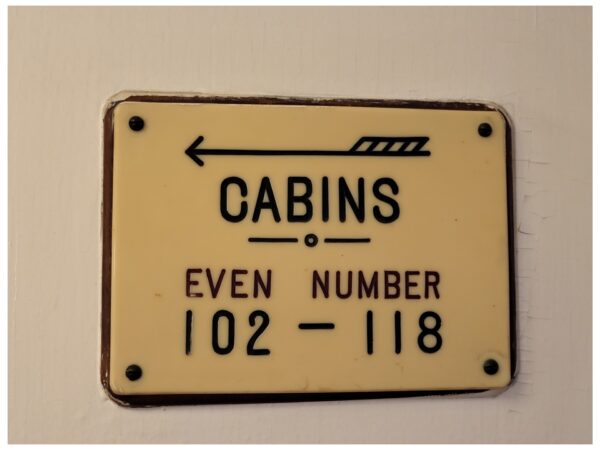 CABINS
EVEN NUMBER
102 — 118